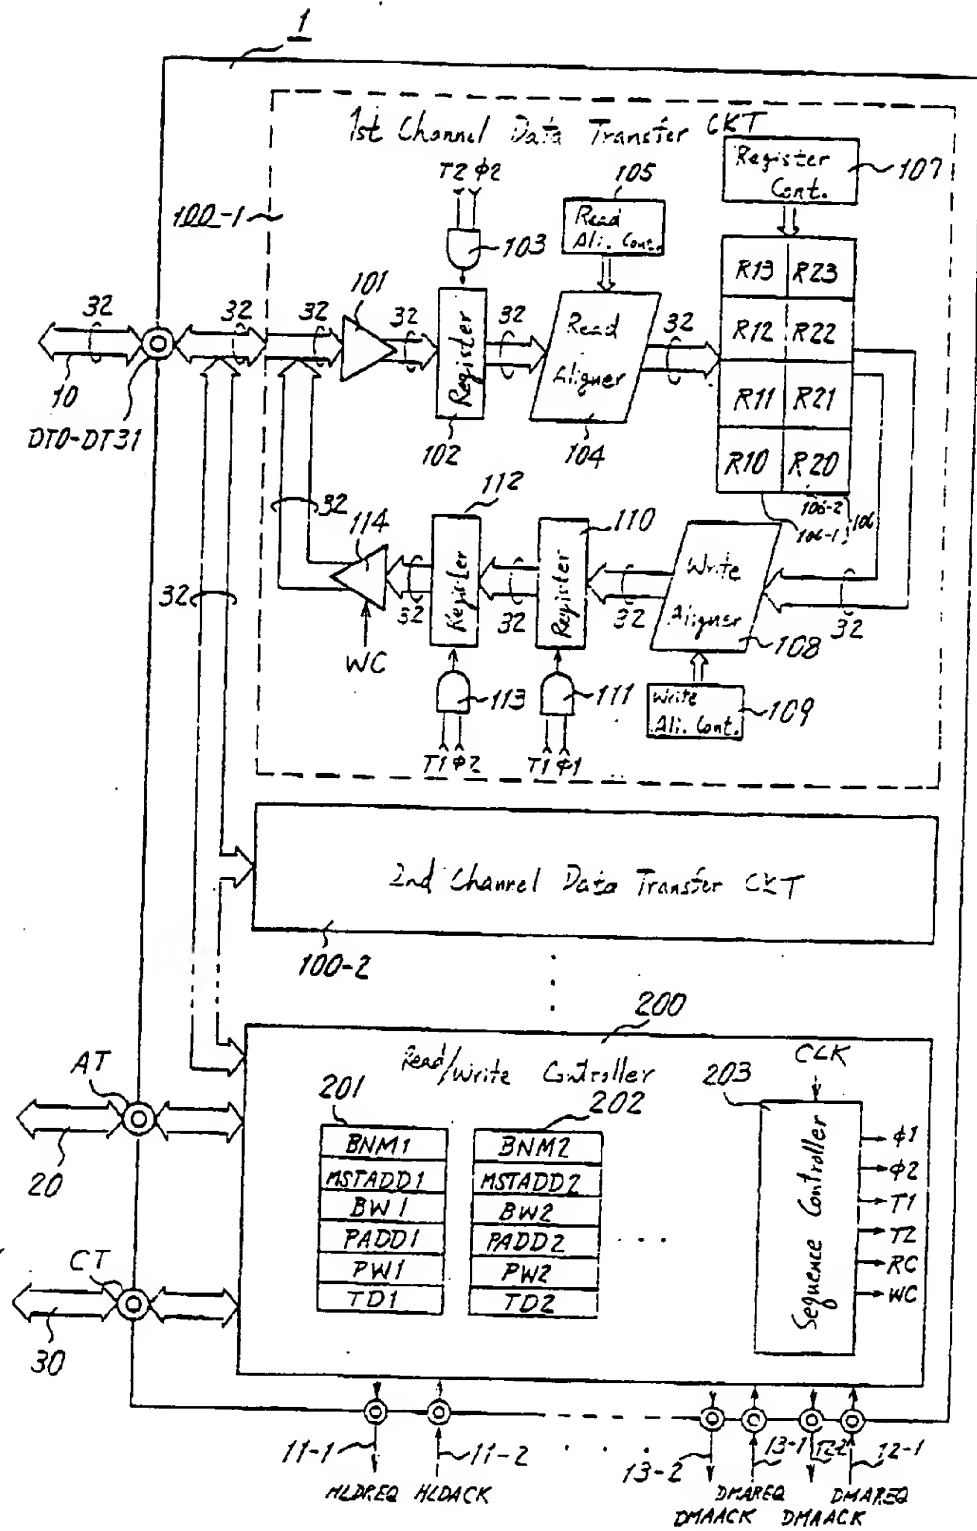 1
1st Channel Data Transfer CKT
T2 Φ2
105
Register
Cont.
107
100-1
103
Read
Ali. Cont.
R13 R23
101
32
32
32
32
32
32
R12 R22
Register
Read
Aligner
R11 R21
10
DT0-DT31
102
104
R10 R20
106-2
106-1
106
112
110
32
114
Write
Aligner
Register
Register
32
32
32
32
32
108
WC
113
111
Write
Ali. Cont.
109
T1 Φ2
T1 Φ1
2nd Channel Data Transfer CKT
100-2
200
Read/Write Controller
CLK
AT
201
202
203
BNM1
MSTADD1
BW1
PADD1
PW1
TD1
BNM2
MSTADD2
BW2
PADD2
PW2
TD2
Sequence Controller
Φ1
Φ2
T1
T2
RC
WC
20
CT
30
11-1
11-2
13-2
13-1
12-2
12-1
HLDREQ HLDACK
DMAREQ
DMAREQ
DMAACK
DMAACK